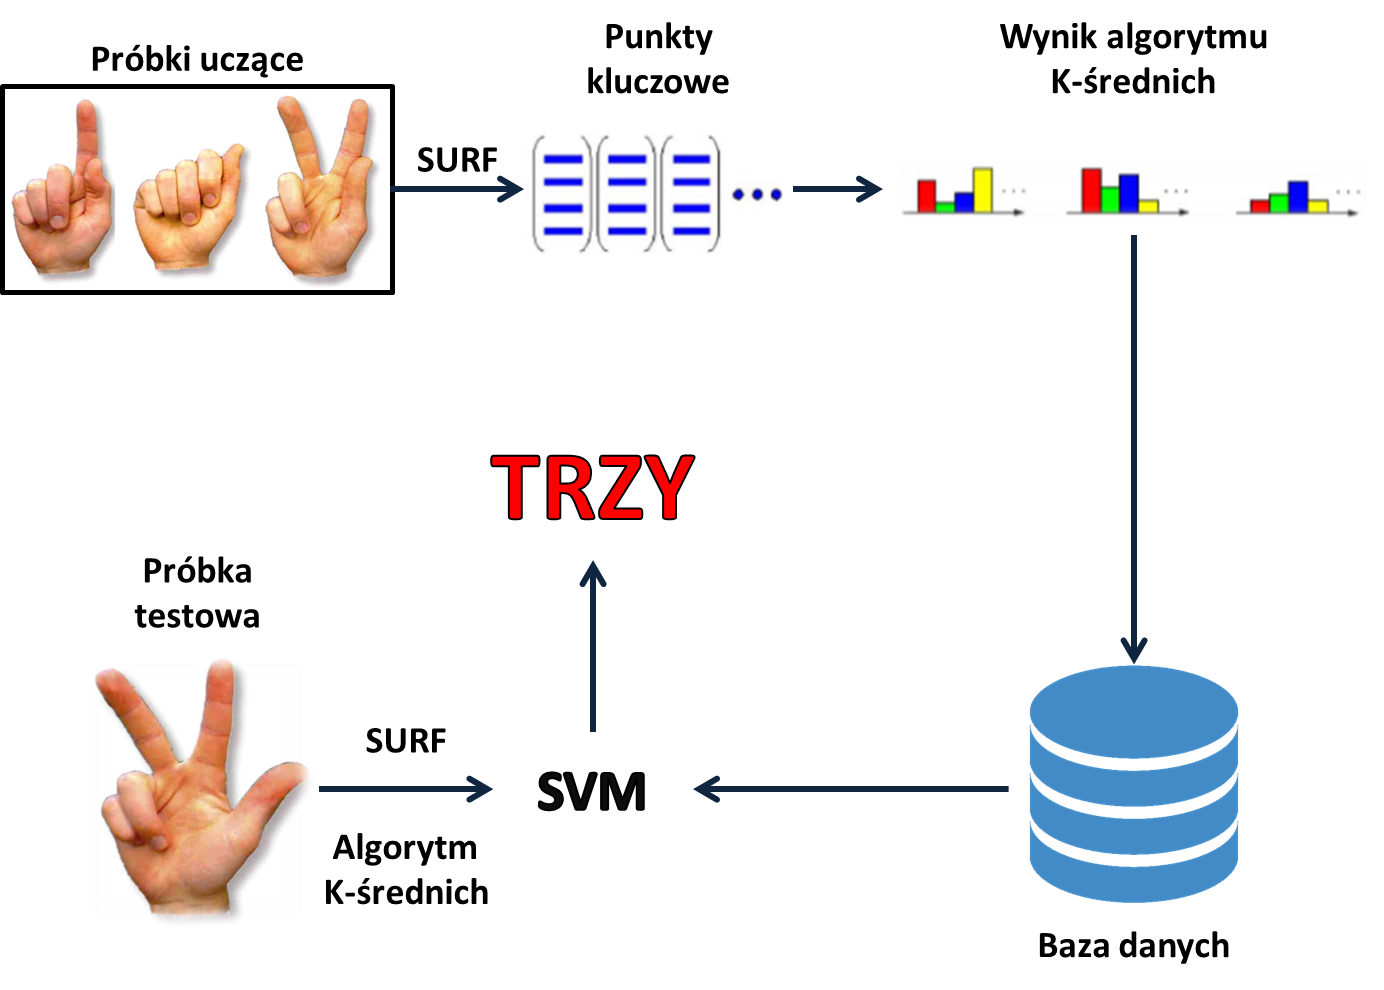 Próbki uczące
SURF
Punkty
kluczowe
Wynik algorytmu
K-średnich
TRZY
Próbka
testowa
SURF
Algorytm
K-średnich
SVM
Baza danych